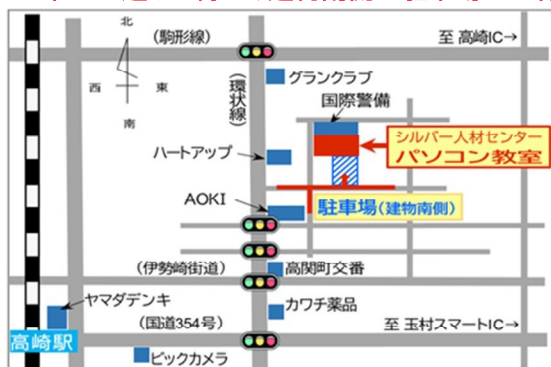 北
西 東
南
(駒形線)
至 高崎IC→
(環状線)
グランクラブ
国際警備
シルバー人材センター
パソコン教室
ハートアップ
AOKI
駐車場(建物南側)
(伊勢崎街道)
高関町交番
ヤマダデンキ
(国道354号)
カワチ薬品
至 玉村スマートIC→
高崎駅
ビックカメラ